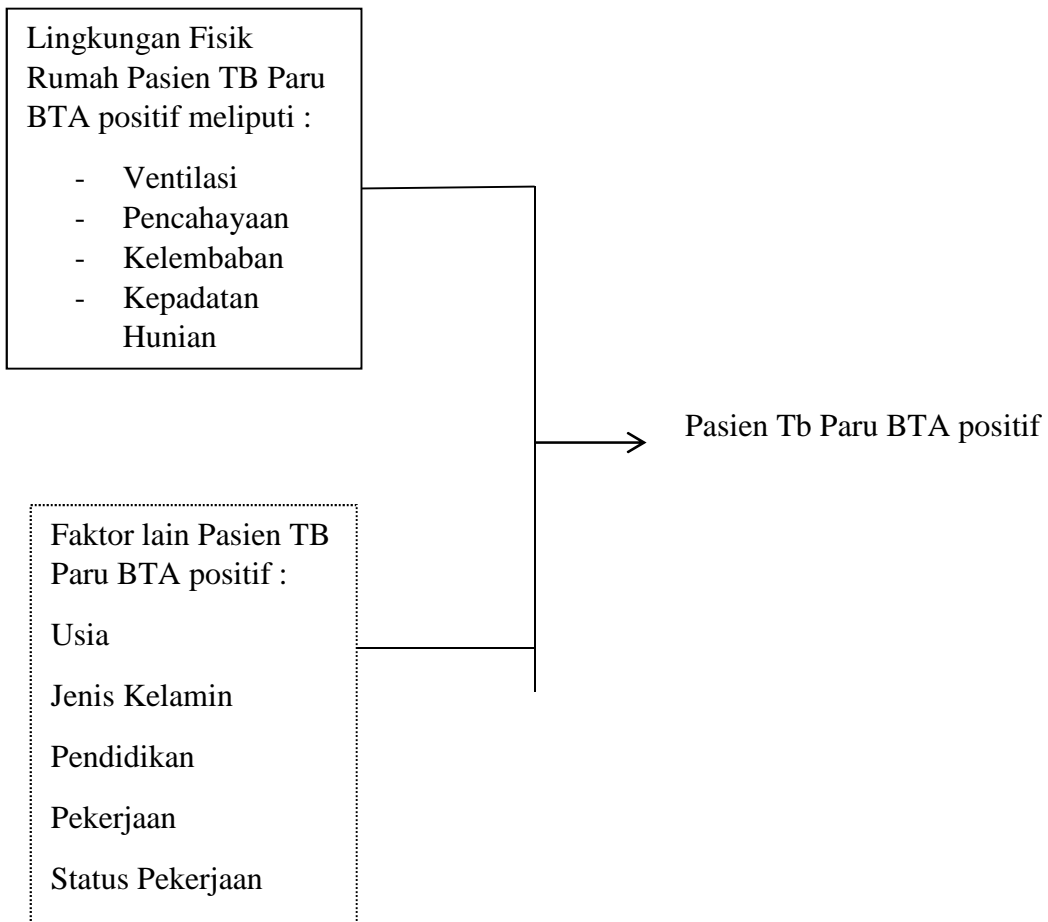 Lingkungan Fisik
Rumah Pasien TB Paru
BTA positif meliputi :
- Ventilasi
- Pencahayaan
- Kelembaban
- Kepadatan
Hunian
Pasien Tb Paru BTA positif
Faktor lain Pasien TB
Paru BTA positif :
Usia
Jenis Kelamin
Pendidikan
Pekerjaan
Status Pekerjaan